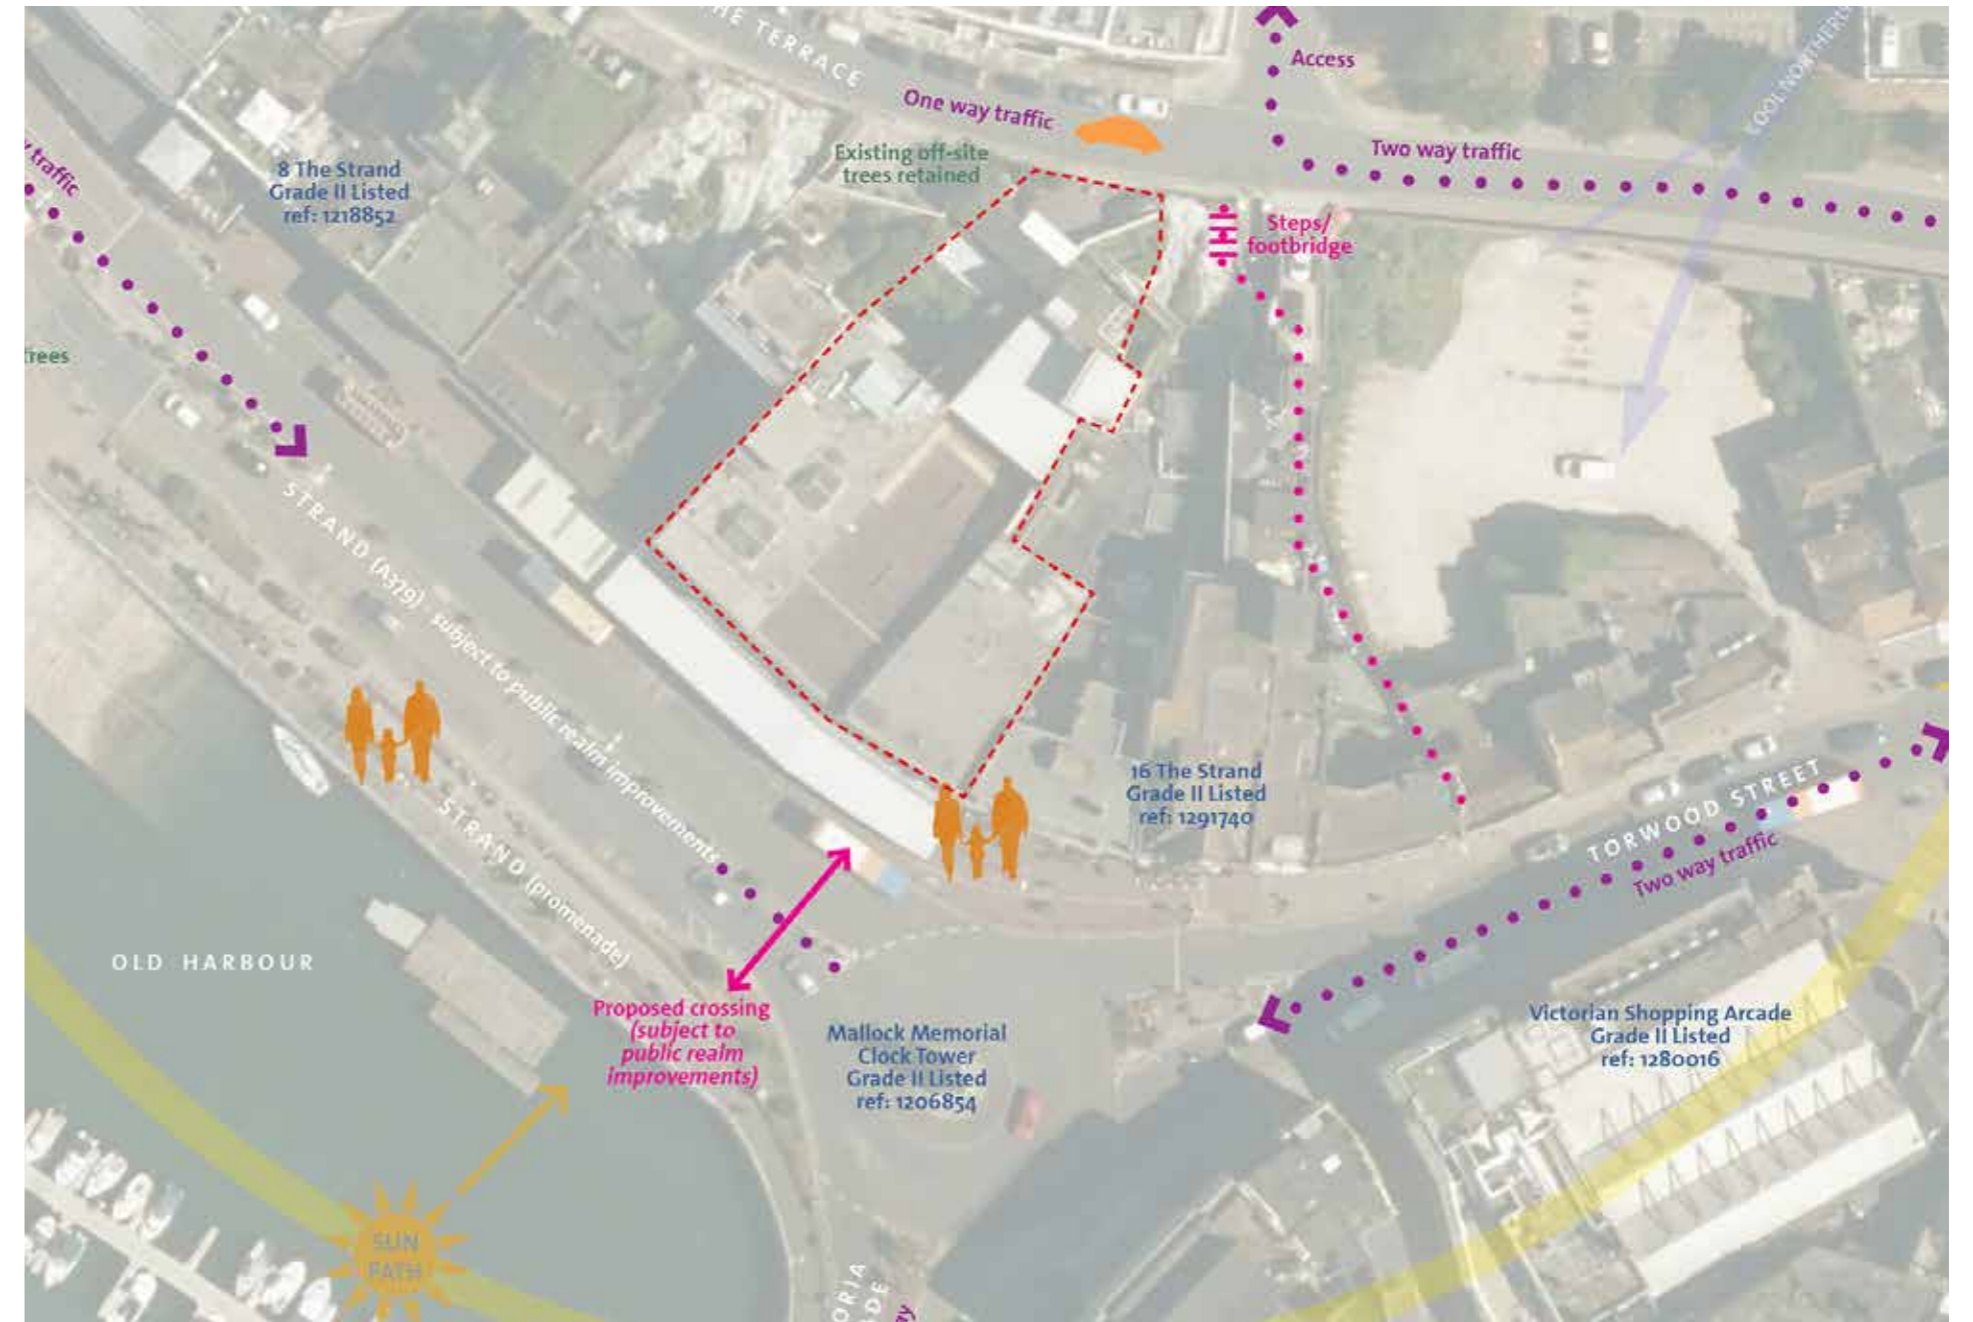 THE TERRACE
Access
One way traffic
Two way traffic
COOL NORTHERLY
Existing off-site
trees retained
traffic
8 The Strand
Grade II Listed
ref: 1218852
Steps/
footbridge
trees
STRAND (A379) - subject to public realm improvements
STRAND (promenade)
16 The Strand
Grade II Listed
ref: 1291740
TORWOOD STREET
Two way traffic
OLD HARBOUR
Proposed crossing
(subject to
public realm
improvements)
Mallock Memorial
Clock Tower
Grade II Listed
ref: 1206854
Victorian Shopping Arcade
Grade II Listed
ref: 1280016
SUN
PATH